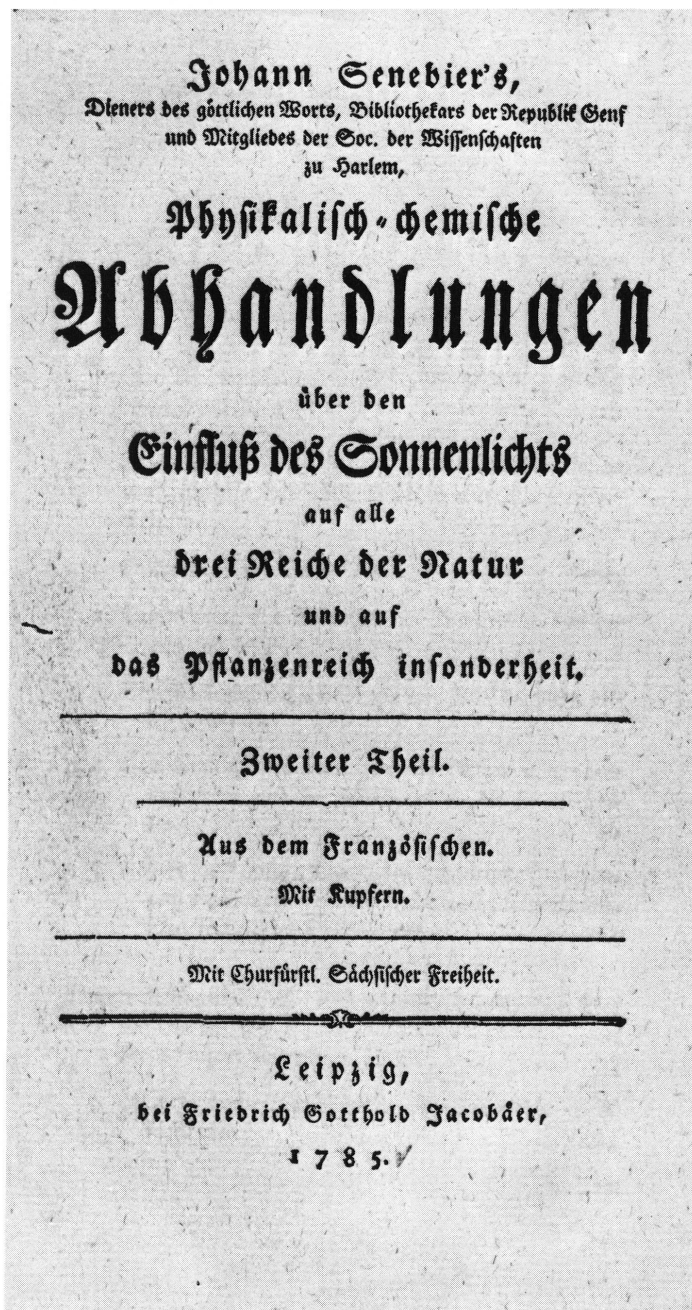 Johann Senebier's,
Dieners des göttlichen Worts, Bibliothekars der Republik Genf
und Mitgliedes der Soc. der Wissenschaften
zu Harlem,
Physikalisch-chemische
Abhandlungen
über den
Einfluß des Sonnenlichts
auf alle
drei Reiche der Natur
und auf
das Pflanzenreich insonderheit.
Zweiter Theil.
Aus dem Französischen.
Mit Kupfern.
Mit Churfürstl. Sächsischer Freiheit.
Leipzig,
bei Friedrich Gotthold Jacobäer,
1785.